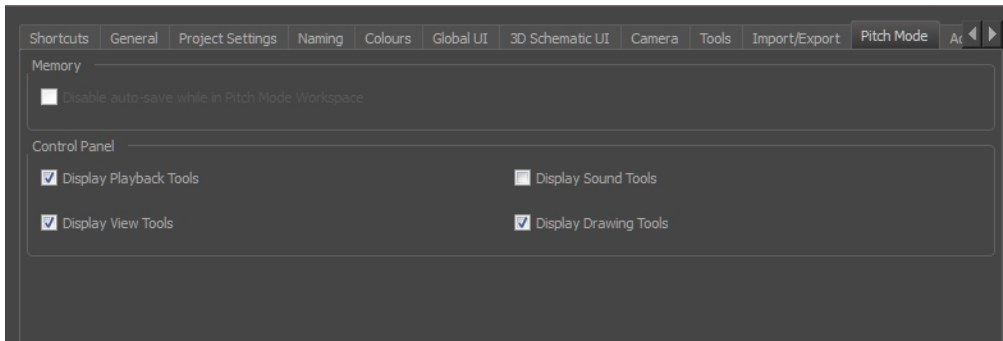 Shortcuts General Project Settings Naming Colours Global UI 3D Schematic UI Camera Tools Import/Export Pitch Mode
Memory
Disable auto-save while in Pitch Mode Workspace
Control Panel
Display Playback Tools Display Sound Tools
Display View Tools Display Drawing Tools